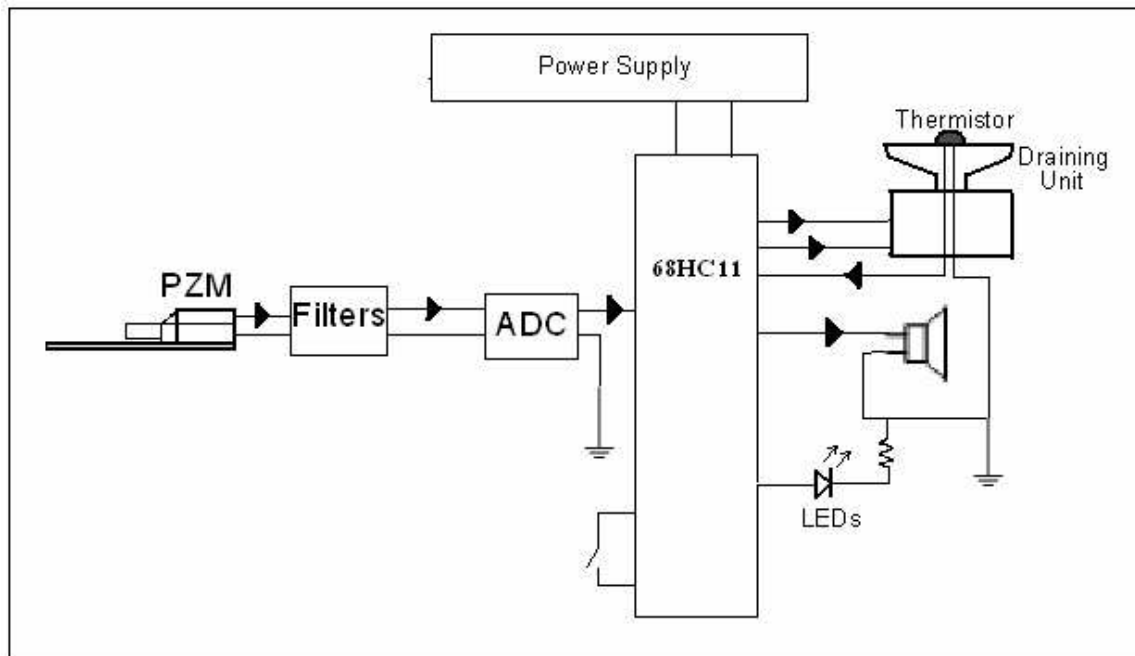 Power Supply
Thermistor
Draining
Unit
68HC11
PZM
Filters
ADC
LEDs